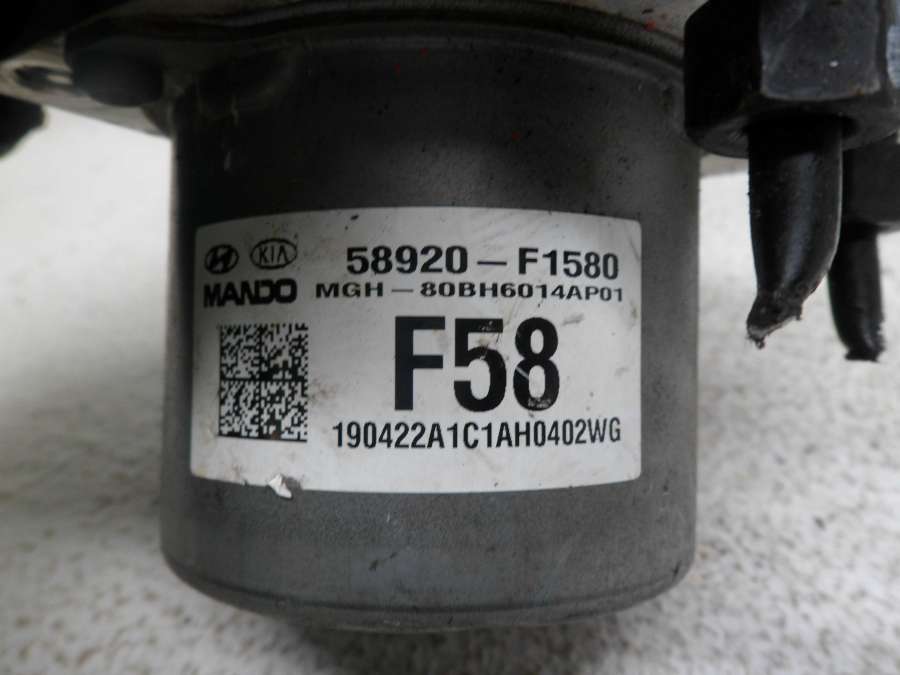 KIA
MANDO
58920-F1580
MGH-80BH6014AP01
F58
190422A1C1AH0402WG